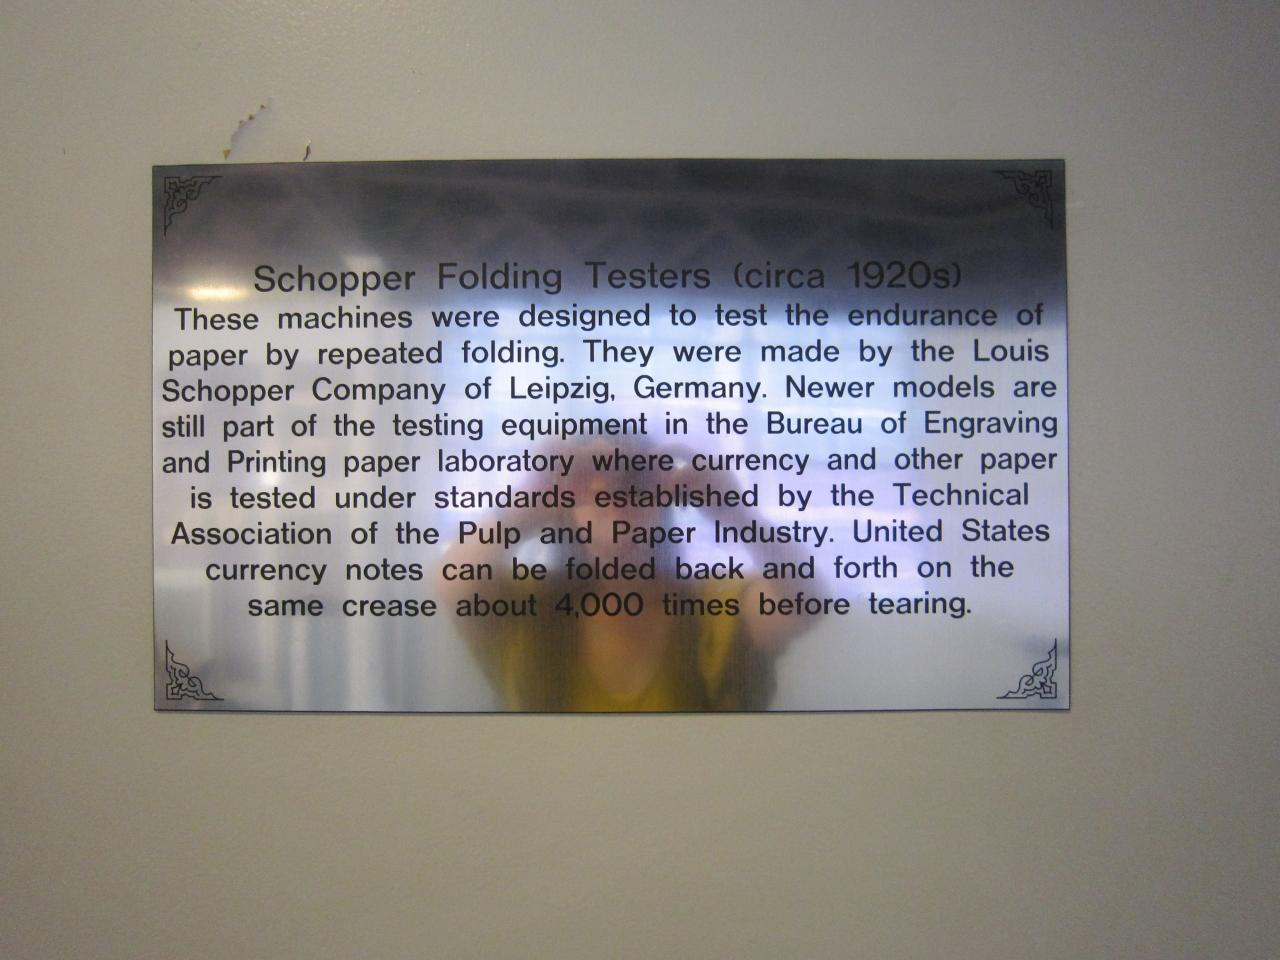 Schopper Folding Testers (circa 1920s)
These machines were designed to test the endurance of
paper by repeated folding. They were made by the Louis
Schopper Company of Leipzig, Germany. Newer models are
still part of the testing equipment in the Bureau of Engraving
and Printing paper laboratory where currency and other paper
is tested under standards established by the Technical
Association of the Pulp and Paper Industry. United States
currency notes can be folded back and forth on the
same crease about 4,000 times before tearing.